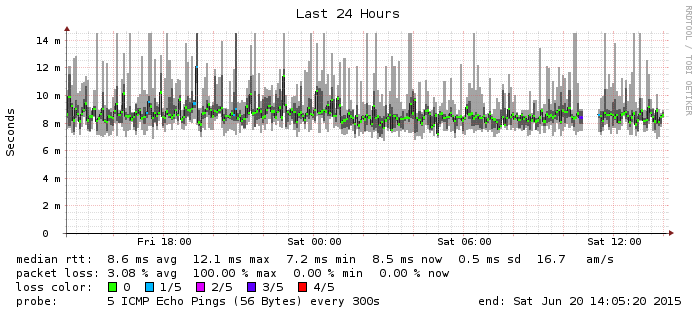 Last 24 Hours
RRDTOOL / TOBI OETIKER
Seconds
14 m
12 m
10 m
8 m
6 m
4 m
2 m
0
Fri 18:00 Sat 00:00 Sat 06:00 Sat 12:00
median rtt: 8.6 ms avg 12.1 ms max 7.2 ms min 8.5 ms now 0.5 ms sd 16.7 am/s
packet loss: 3.08 % avg 100.00 % max 0.00 % min 0.00 % now
loss color: 0 1/5 2/5 3/5 4/5
probe: 5 ICMP Echo Pings (56 Bytes) every 300s end: Sat Jun 20 14:05:20 2015